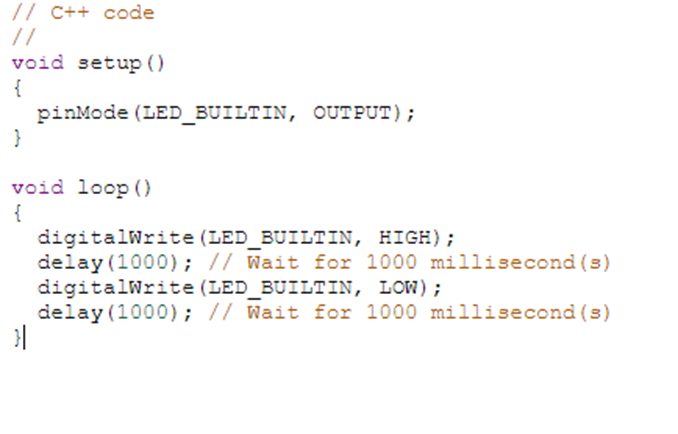 // C++ code
//
void setup()
{
  pinMode(LED_BUILTIN, OUTPUT);
}

void loop()
{
  digitalWrite(LED_BUILTIN, HIGH);
  delay(1000); // Wait for 1000 millisecond(s)
  digitalWrite(LED_BUILTIN, LOW);
  delay(1000); // Wait for 1000 millisecond(s)
}